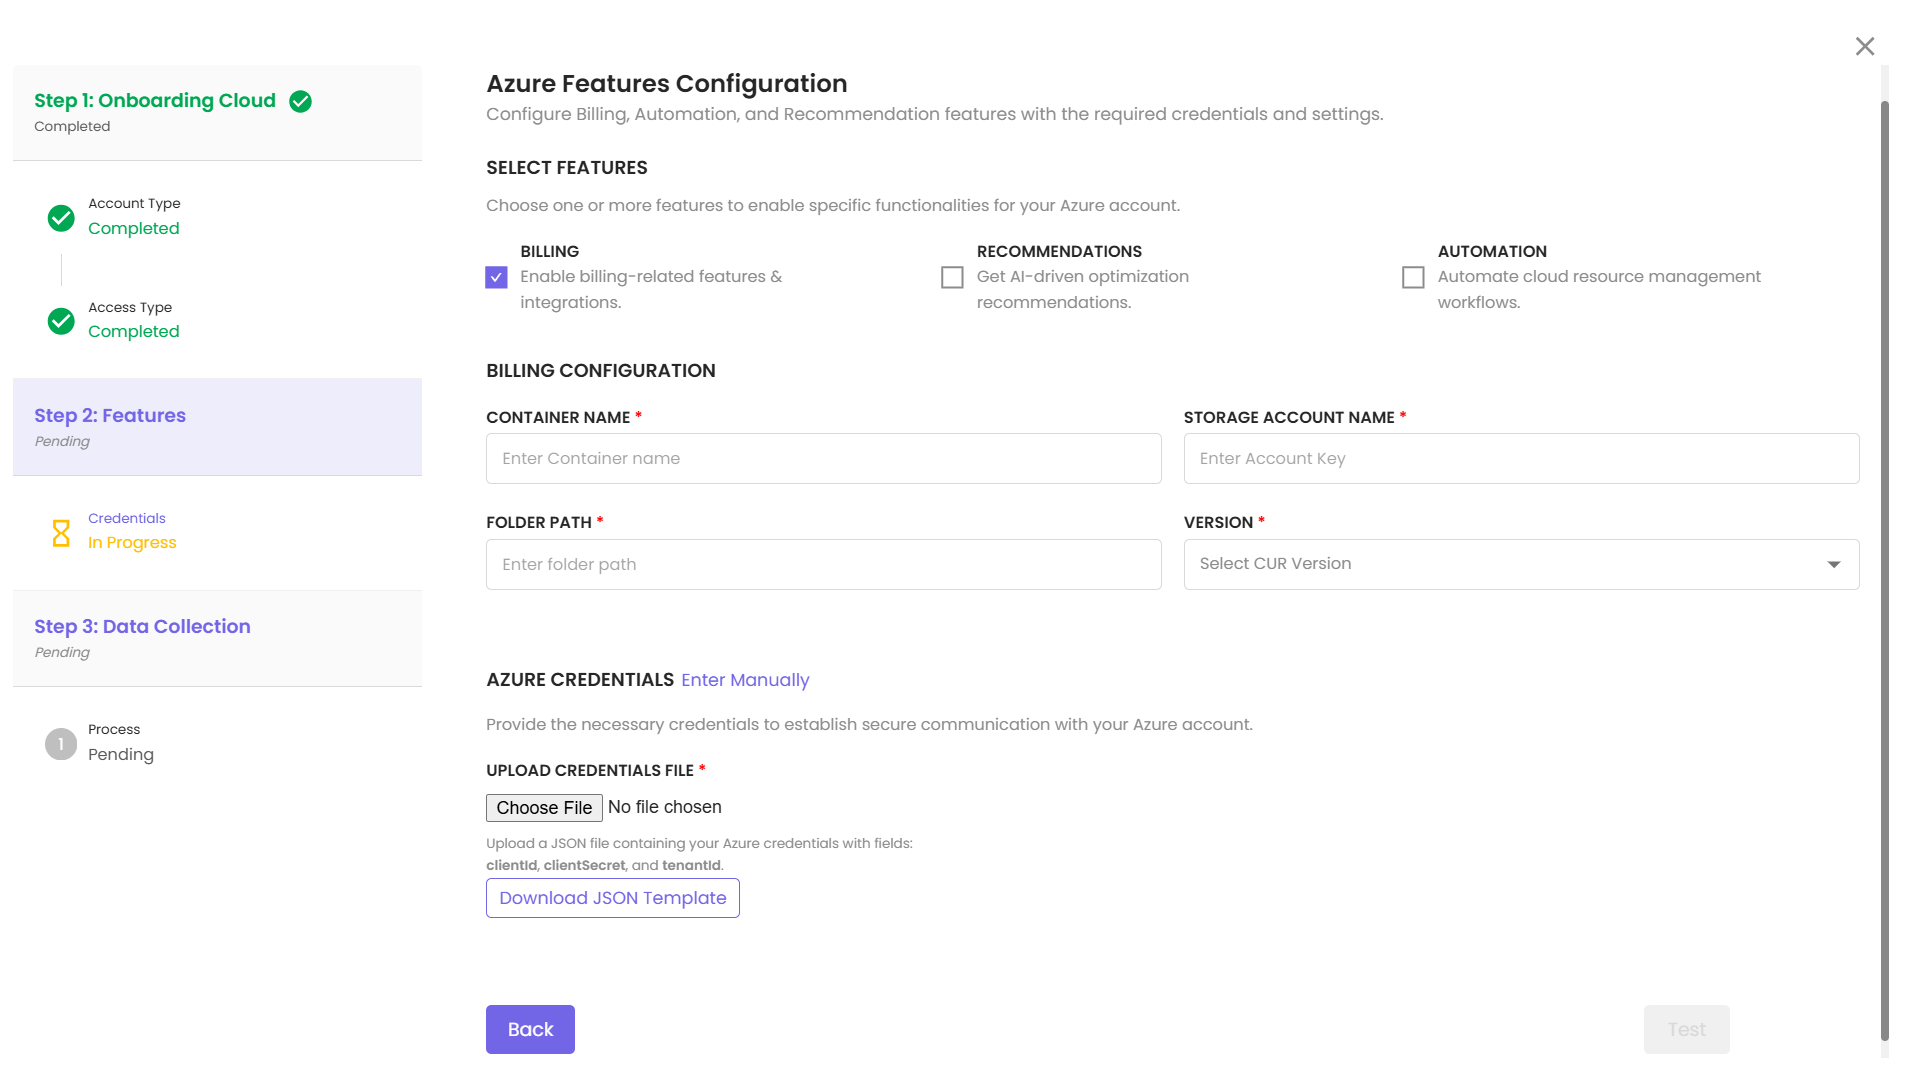 Step 1: Onboarding Cloud
Completed
Account Type
Completed
Access Type
Completed
Step 2: Features
Pending
Credentials
In Progress
Step 3: Data Collection
Pending
1
Process
Pending
Azure Features Configuration
Configure Billing, Automation, and Recommendation features with the required credentials and settings.
SELECT FEATURES
Choose one or more features to enable specific functionalities for your Azure account.
BILLING
Enable billing-related features &
integrations.
RECOMMENDATIONS
Get AI-driven optimization
recommendations.
AUTOMATION
Automate cloud resource management
workflows.
BILLING CONFIGURATION
CONTAINER NAME *
Enter Container name
STORAGE ACCOUNT NAME *
Enter Account Key
FOLDER PATH *
Enter folder path
VERSION *
Select CUR Version
AZURE CREDENTIALS Enter Manually
Provide the necessary credentials to establish secure communication with your Azure account.
UPLOAD CREDENTIALS FILE *
Choose File No file chosen
Upload a JSON file containing your Azure credentials with fields:
clientId, clientSecret, and tenantId.
Download JSON Template
Back
Test